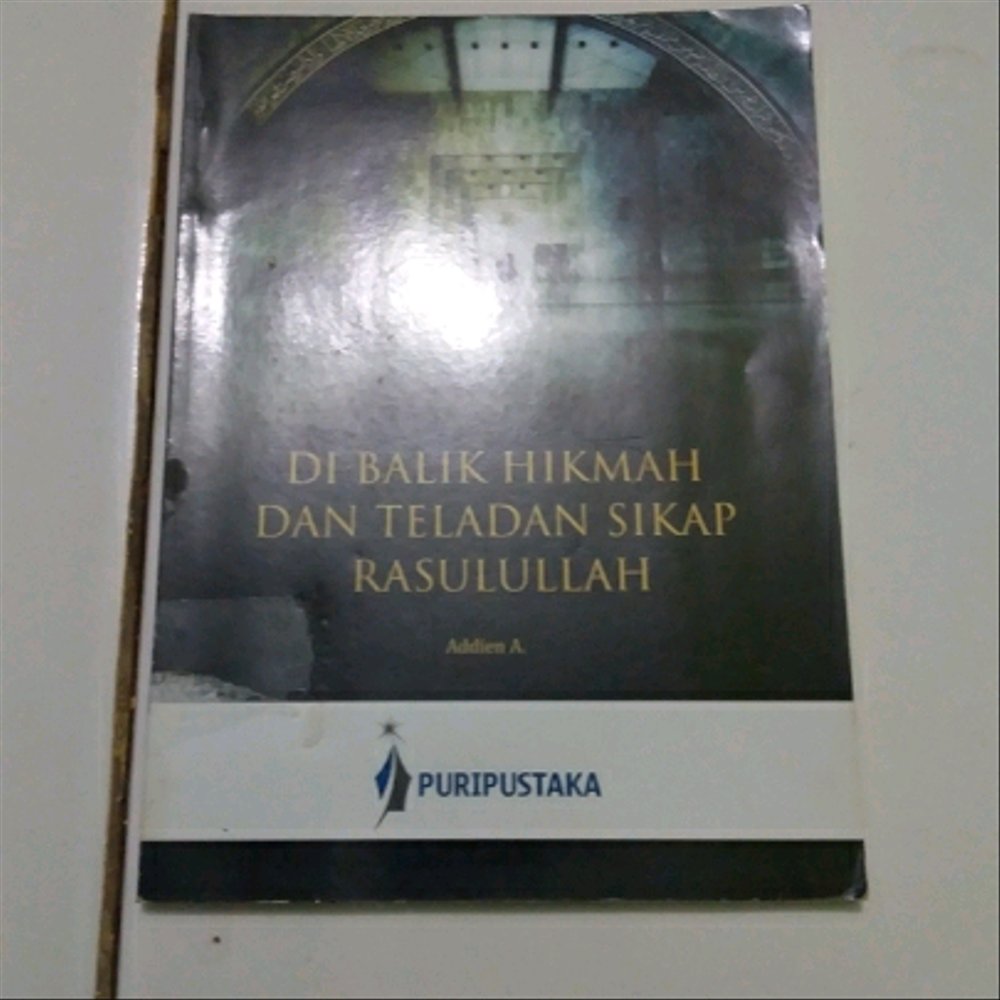 DI BALIK HIKMAH
DAN TELADAN SIKAP
RASULULLAH
Addien A.
PURIPUSTAKA